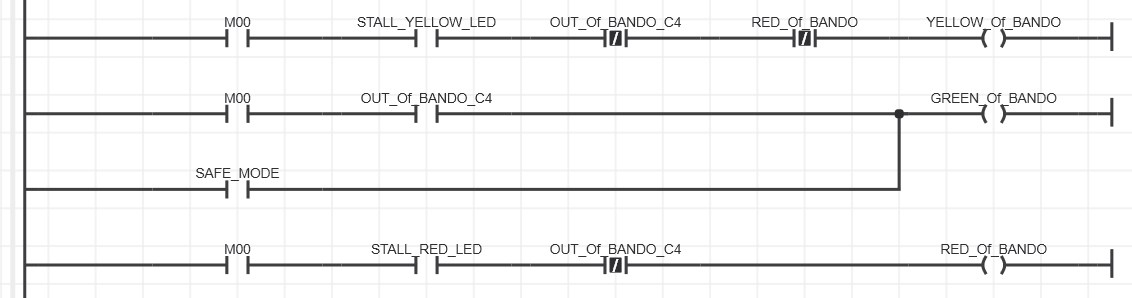 M00 STALL_YELLOW_LED OUT_Of_BANDO_C4 RED_Of_BANDO YELLOW_Of_BANDO
M00 OUT_Of_BANDO_C4 GREEN_Of_BANDO
SAFE_MODE
M00 STALL_RED_LED OUT_Of_BANDO_C4 RED_Of_BANDO